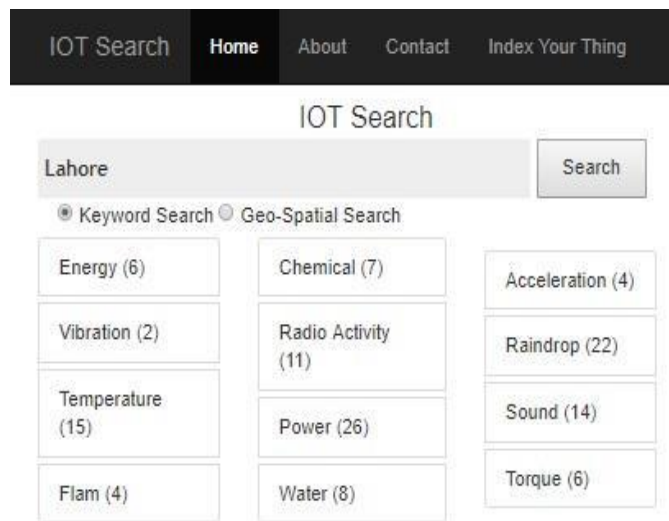 IOT Search Home About Contact Index Your Thing
IOT Search
Lahore Search
Keyword Search Geo-Spatial Search
Energy (6)
Vibration (2)
Temperature
(15)
Flam (4)
Chemical (7)
Radio Activity
(11)
Power (26)
Water (8)
Acceleration (4)
Raindrop (22)
Sound (14)
Torque (6)